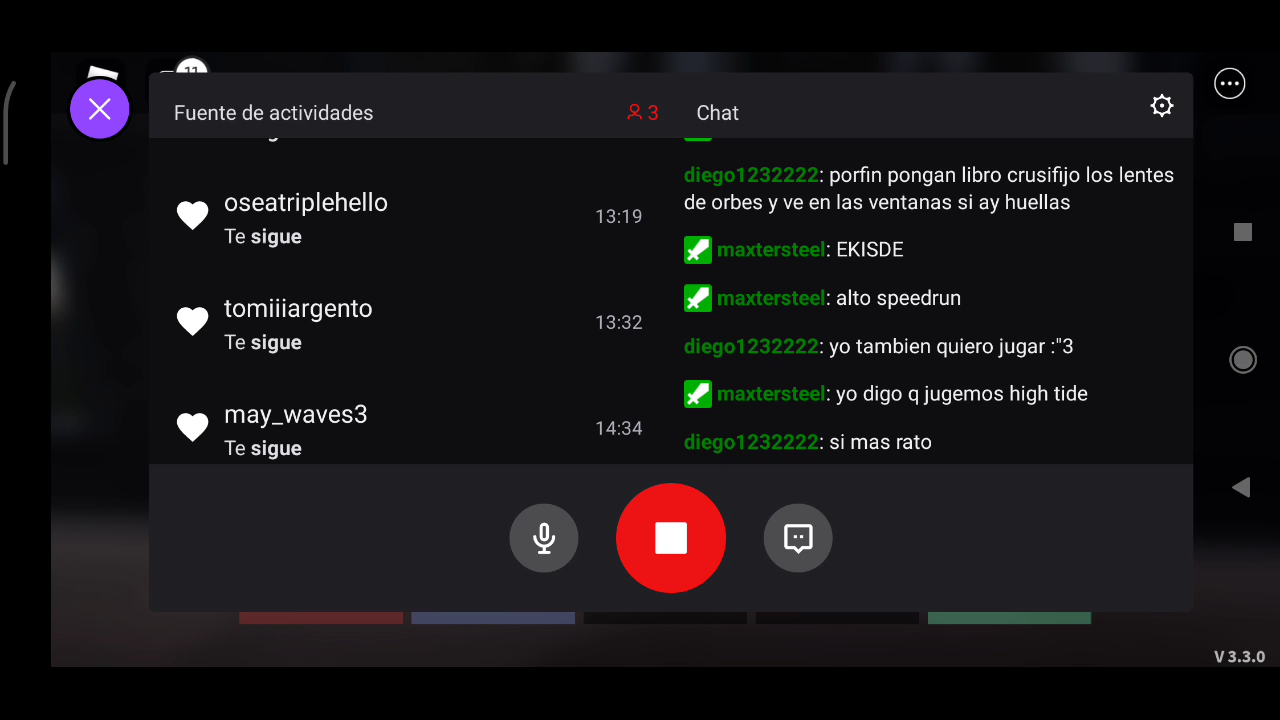 11
Fuente de actividades
3
Chat
oseatriplehello
Te sigue
13:19
tomiiiargento
Te sigue
13:32
may_waves3
Te sigue
14:34
diego1232222: porfin pongan libro crusifijo los lentes
de orbes y ve en las ventanas si ay huellas
maxtersteel: EKISDE
maxtersteel: alto speedrun
diego1232222: yo tambien quiero jugar :"3
maxtersteel: yo digo q jugemos high tide
diego1232222: si mas rato
V 3.3.0